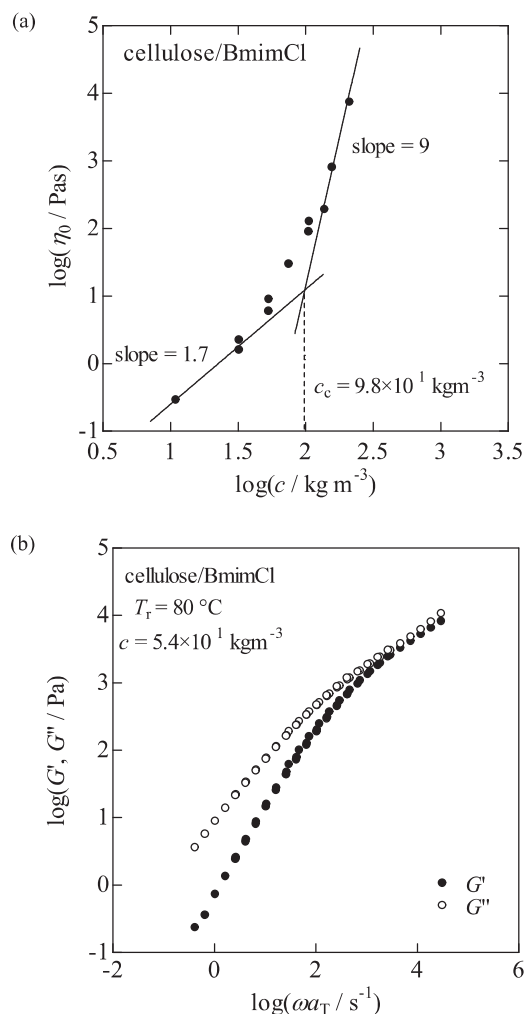 (a)
5
cellulose/BmimCl
4
slope = 9
3
log(η0 / Pas)
2
1
slope = 1.7
0
cc = 9.8×10^1 kgm^-3
-1
0.5 1 1.5 2 2.5 3 3.5
log(c / kg m^-3)
(b)
5
cellulose/BmimCl
4
Tr = 80 °C
c = 5.4×10^1 kgm^-3
3
log(G', G'' / Pa)
2
1
0
G'
G''
-1
-2 0 2 4 6
log(ωaT / s^-1)